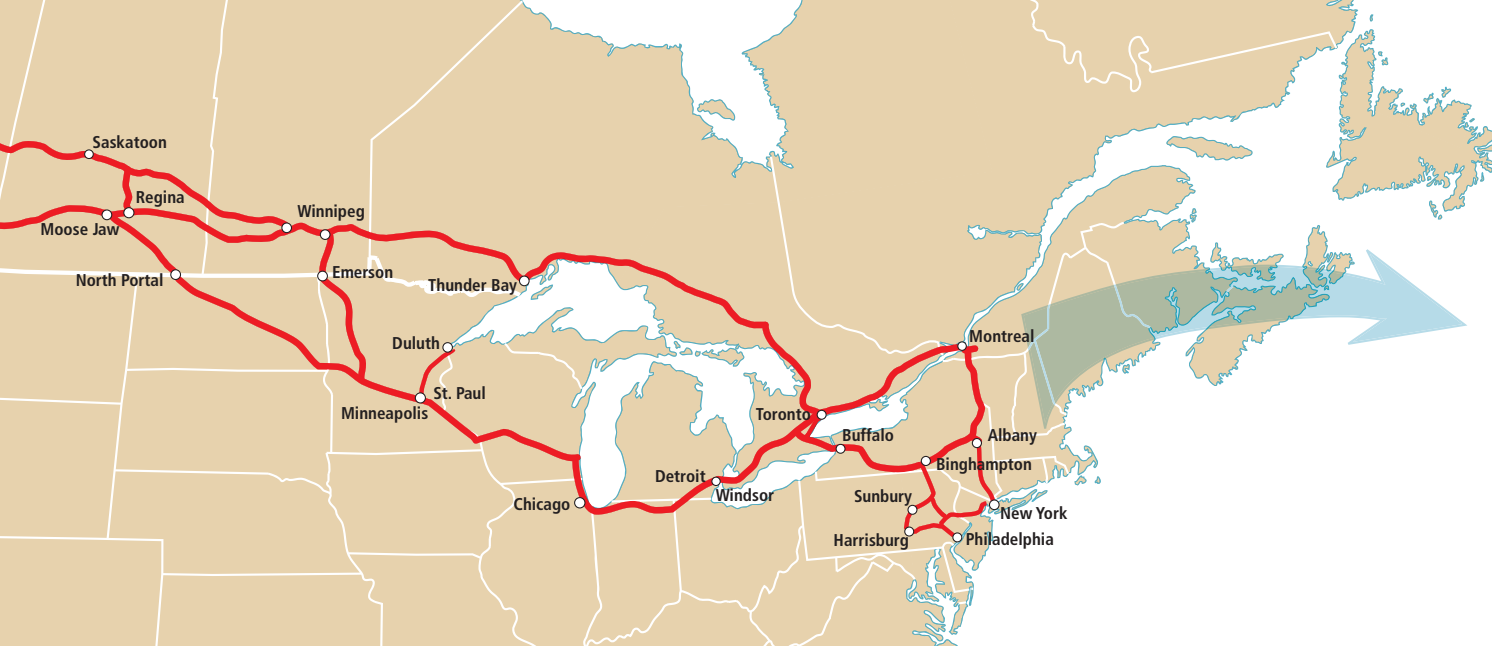 Saskatoon
Regina
Winnipeg
Moose Jaw
North Portal
Emerson
Thunder Bay
Duluth
Montreal
St. Paul
Minneapolis
Toronto
Buffalo
Albany
Binghampton
Detroit
Windsor
Chicago
Sunbury
New York
Harrisburg
Philadelphia